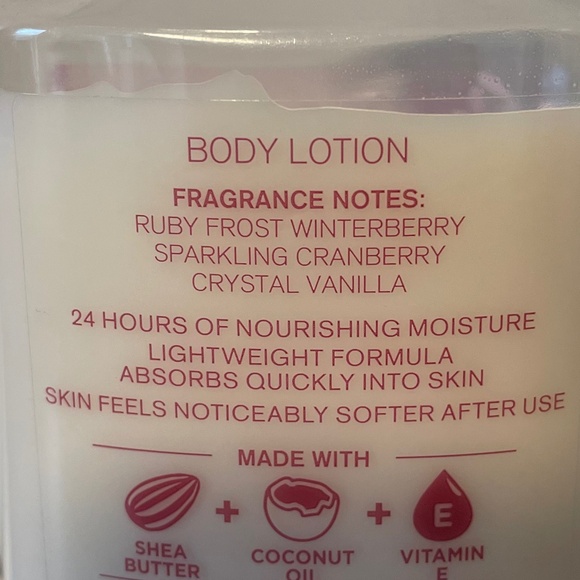 BODY LOTION
FRAGRANCE NOTES:
RUBY FROST WINTERBERRY
SPARKLING CRANBERRY
CRYSTAL VANILLA
24 HOURS OF NOURISHING MOISTURE
LIGHTWEIGHT FORMULA
ABSORBS QUICKLY INTO SKIN
SKIN FEELS NOTICEABLY SOFTER AFTER USE
MADE WITH
+ + E
SHEA COCONUT VITAMIN
BUTTER OIL E